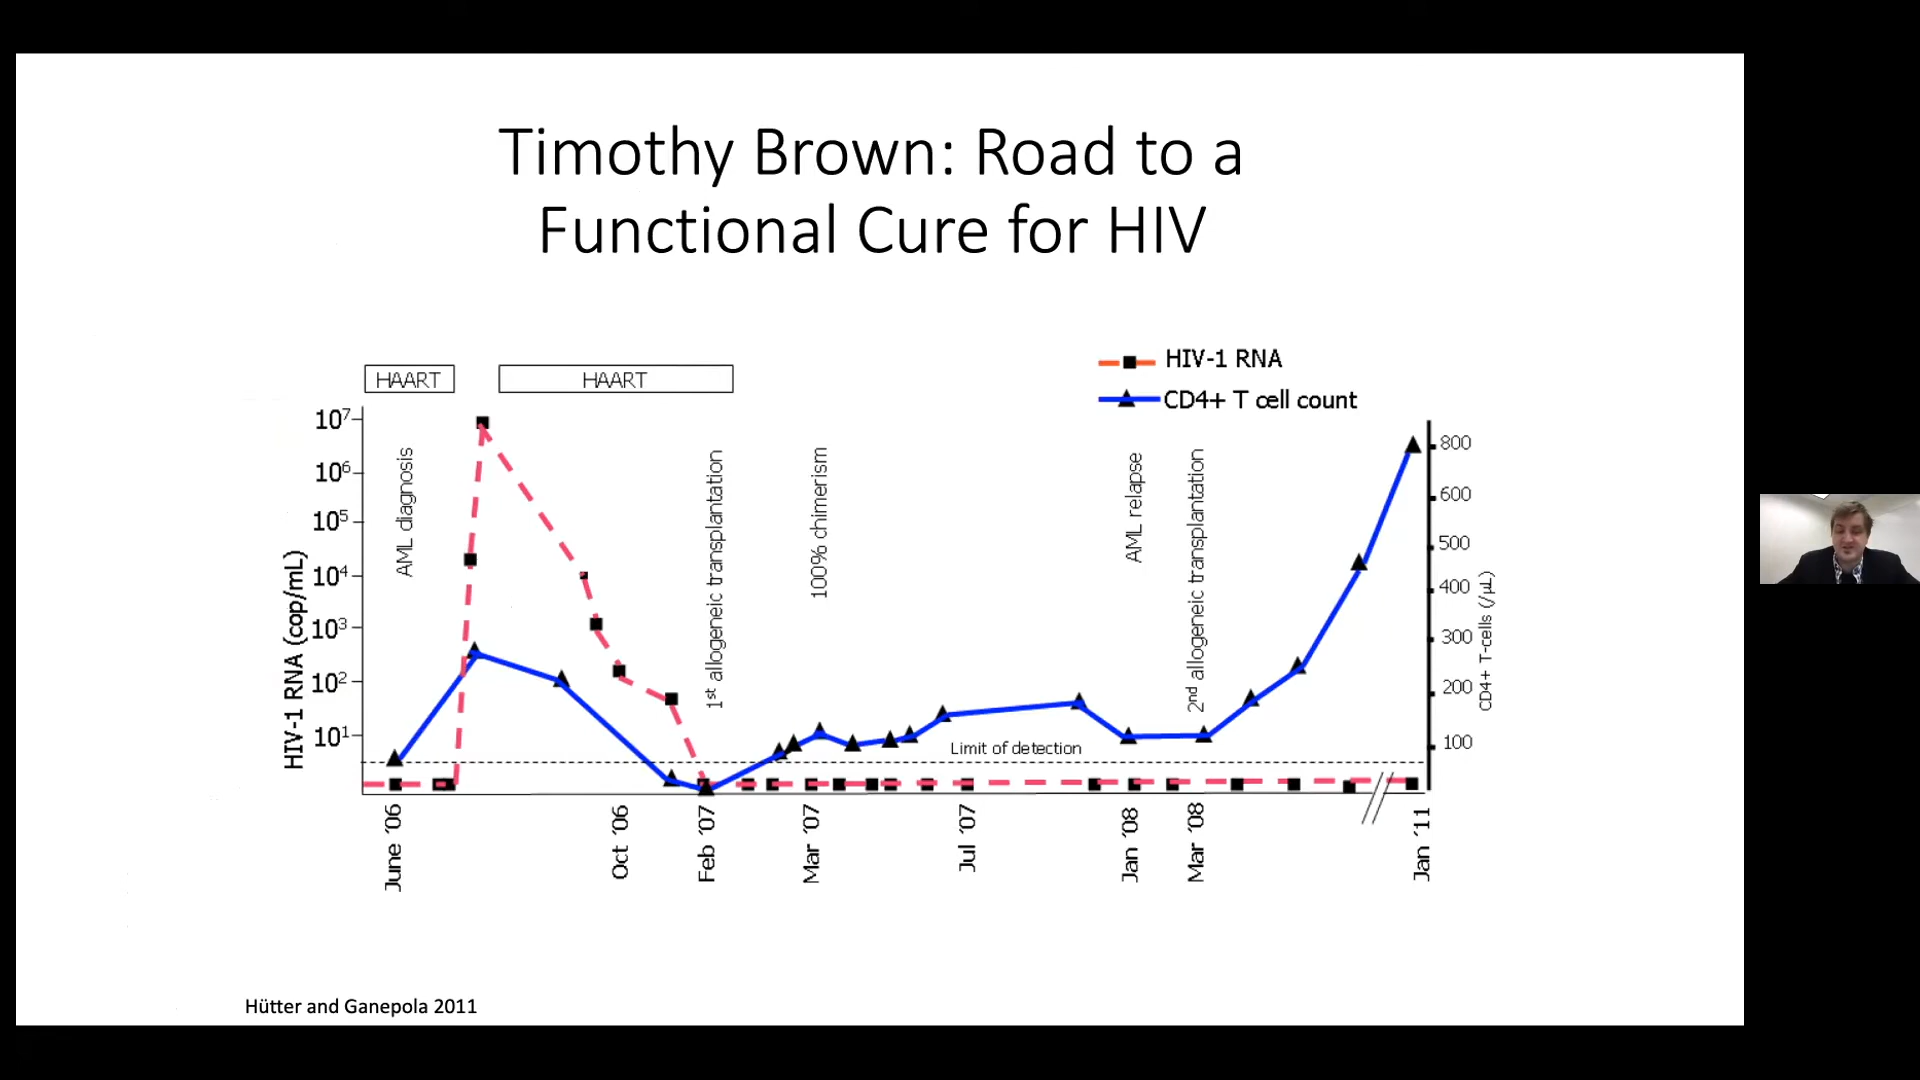 Timothy Brown: Road to a
Functional Cure for HIV
HAART
HAART
HIV-1 RNA
CD4+ T cell count
HIV-1 RNA (cop/mL)
10⁷
10⁶
10⁵
10⁴
10³
10²
10¹
AML diagnosis
1st allogeneic transplantation
100% chimerism
AML relapse
2nd allogeneic transplantation
Limit of detection
800
600
500
400
300
200
100
CD4+ T-cells (/µL)
June ´06
Oct ´06
Feb ´07
Mar ´07
Jul ´07
Jan ´08
Mar ´08
Jan ´11
Hütter and Ganepola 2011